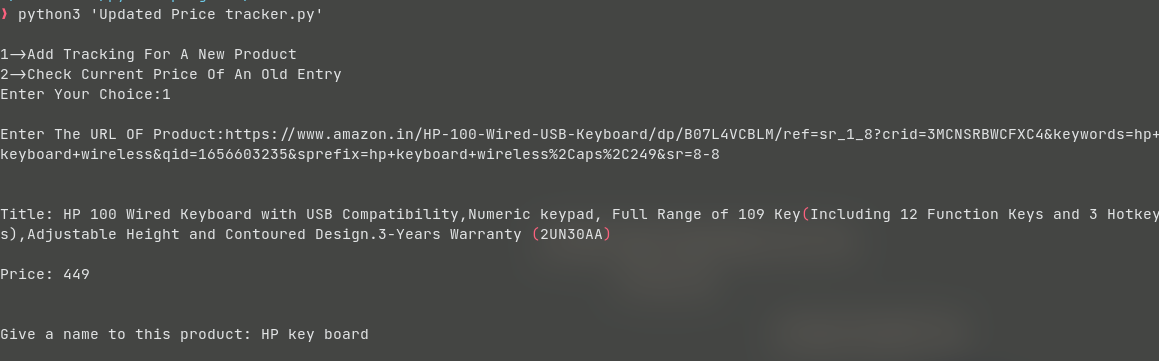 ❯ python3 'Updated Price tracker.py'
1->Add Tracking For A New Product
2->Check Current Price Of An Old Entry
Enter Your Choice:1
Enter The URL OF Product:https://www.amazon.in/HP-100-Wired-USB-Keyboard/dp/B07L4VCBLM/ref=sr_1_8?crid=3MCNSRBWCFXC4&keywords=hp+
keyboard+wireless&qid=1656603235&sprefix=hp+keyboard+wireless%2Caps%2C249&sr=8-8
Title: HP 100 Wired Keyboard with USB Compatibility,Numeric keypad, Full Range of 109 Key(Including 12 Function Keys and 3 Hotkey
s),Adjustable Height and Contoured Design.3-Years Warranty (2UN30AA)
Price: 449
Give a name to this product: HP key board